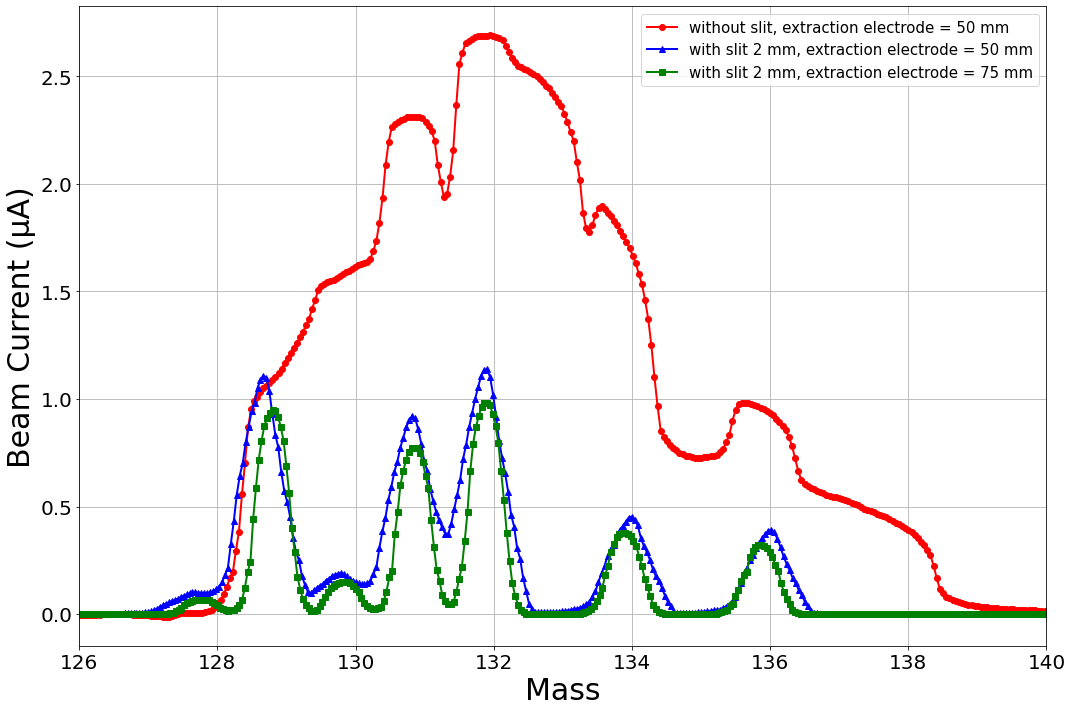 without slit, extraction electrode = 50 mm
with slit 2 mm, extraction electrode = 50 mm
with slit 2 mm, extraction electrode = 75 mm
Beam Current (μA)
2.5
2.0
1.5
1.0
0.5
0.0
126 128 130 132 134 136 138 140
Mass